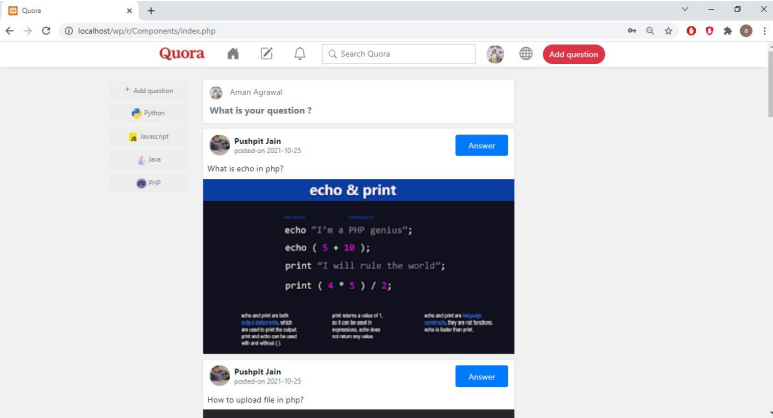 Quora
localhost/wp/r/Components/index.php
a
Quora
Search Quora
Add question
+ Add question
Python
Javascript
Java
PHP
Aman Agrawal
What is your question ?
Pushpit Jain
posted-on 2021-10-25
Answer
What is echo in php?
echo & print
echo "I'm a PHP genius";
echo ( 5 + 10 );
print "I will rule the world";
print ( 4 * 5 ) / 2;
echo and print are both
output statements, which
are used to print the output.
print and echo can be used
with and without ( ).
print returns a value of 1,
so it can be used in
expressions. echo does
not return any value.
echo and print are language
constructs, they are not functions.
echo is faster than print.
Pushpit Jain
posted-on 2021-10-25
Answer
How to upload file in php?